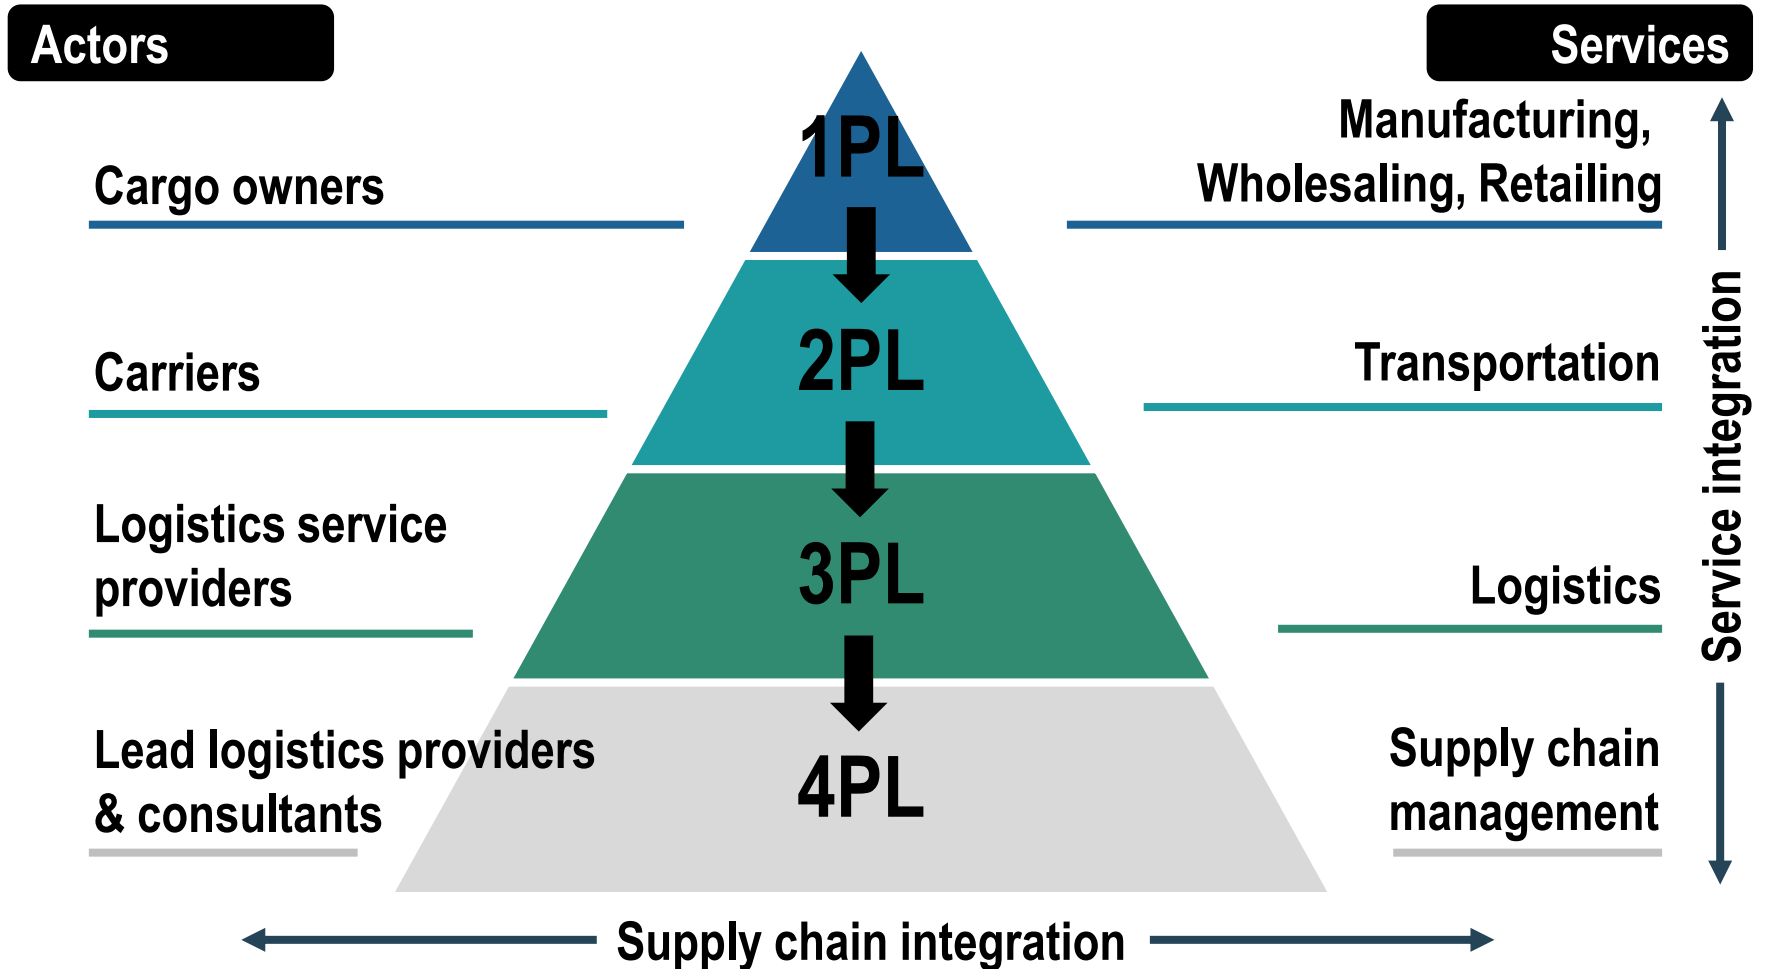 Actors
Services
1PL
Cargo owners
Manufacturing,
Wholesaling, Retailing
2PL
Carriers
Transportation
3PL
Logistics service
providers
Logistics
4PL
Lead logistics providers
& consultants
Supply chain
management
Service integration
Supply chain integration